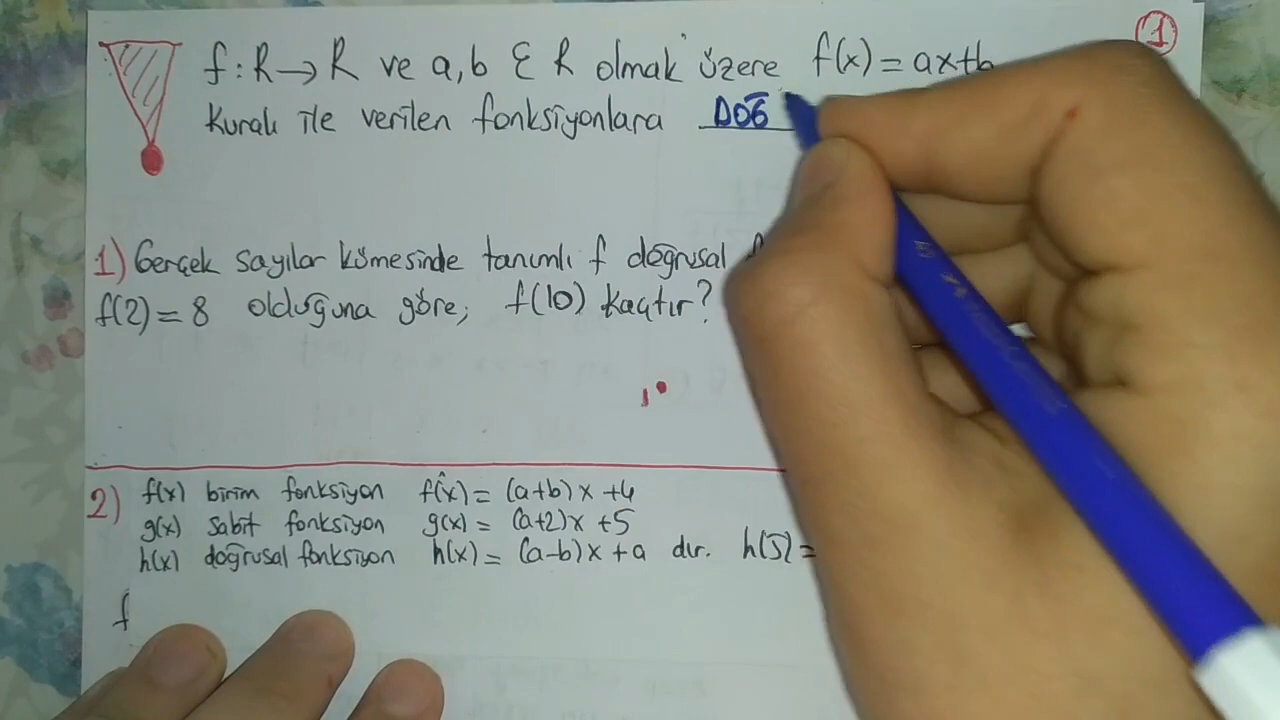 1
f:R→R ve a,b ∈ R olmak üzere f(x) = ax+b
Kuralı ile verilen fonksiyonlara DOĞ
1) Gerçek sayılar kümesinde tanımlı f doğrusal
f(2) = 8 olduğuna göre, f(10) kaçtır?
2) f(x) birim fonksiyon f(x) = (a+b)x +4
g(x) sabit fonksiyon g(x) = (a+2)x +5
h(x) doğrusal fonksiyon h(x) = (a-b)x +a dır. h(5) =
f